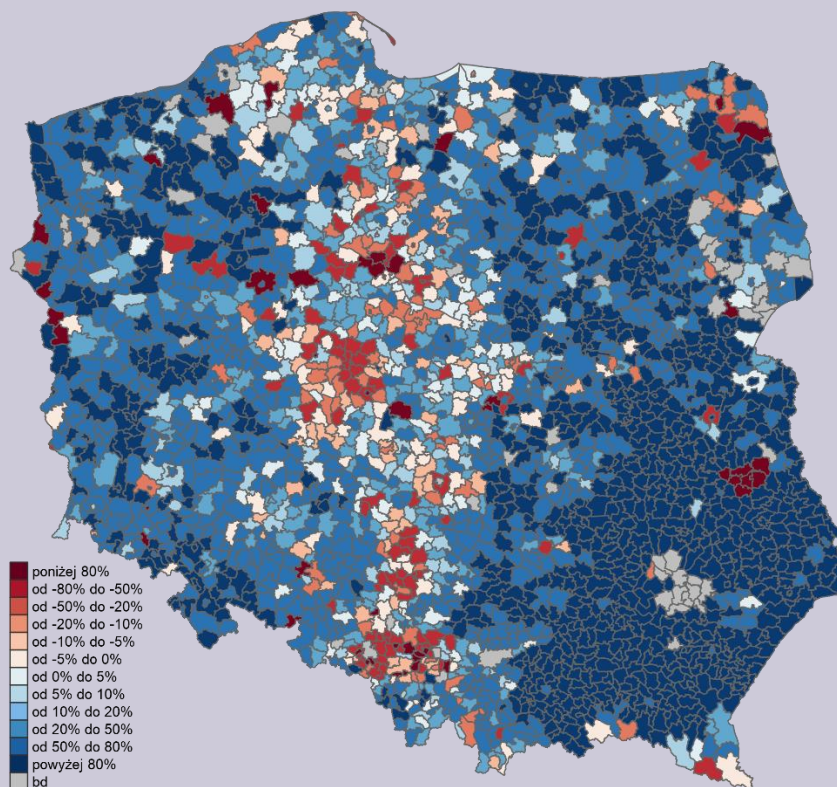 poniżej 80%
od -80% do -50%
od -50% do -20%
od -20% do -10%
od -10% do -5%
od -5% do 0%
od 0% do 5%
od 5% do 10%
od 10% do 20%
od 20% do 50%
od 50% do 80%
powyżej 80%
bd